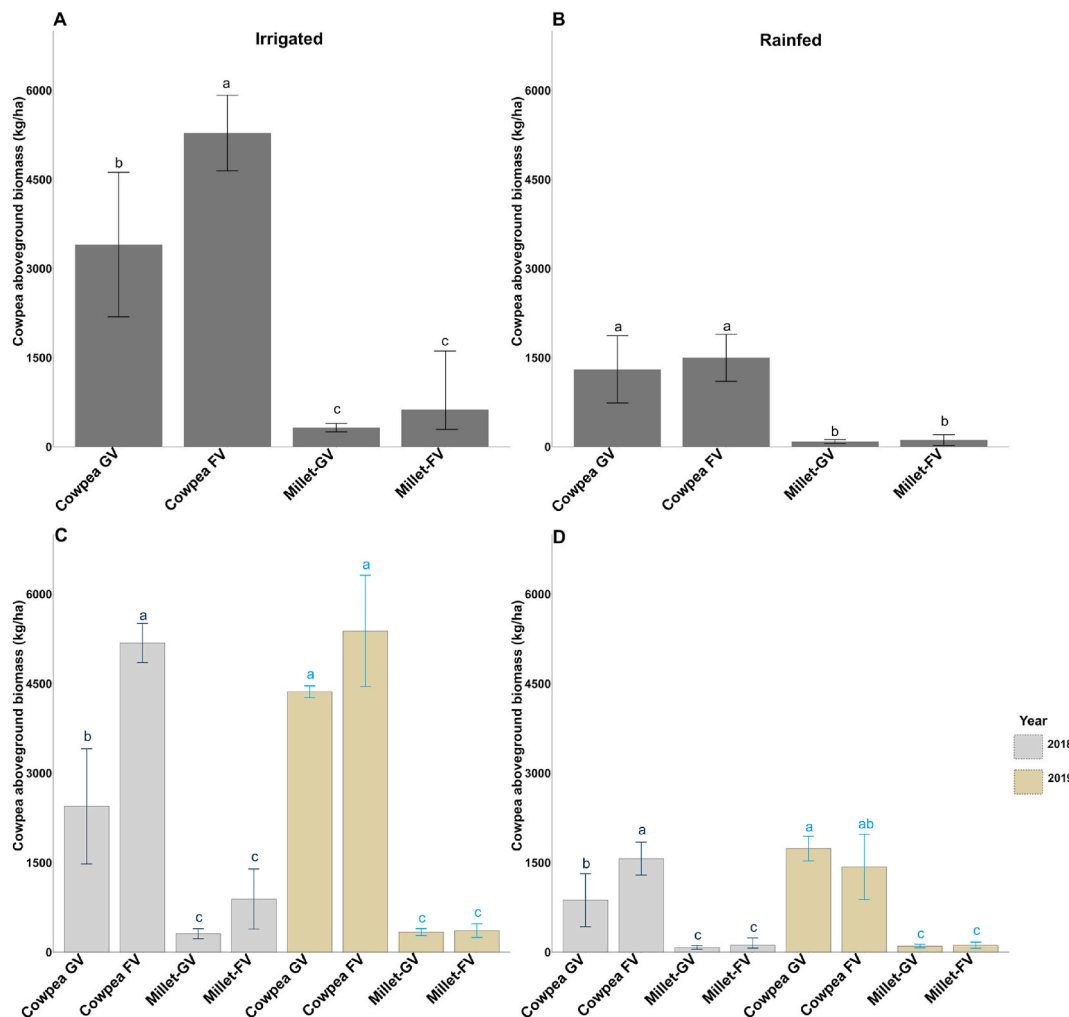 A
Irrigated
Cowpea aboveground biomass (kg/ha)
6000
4500
3000
1500
0
b
a
c
c
Cowpea GV
Cowpea FV
Millet-GV
Millet-FV
B
Rainfed
Cowpea aboveground biomass (kg/ha)
6000
4500
3000
1500
0
a
a
b
b
Cowpea GV
Cowpea FV
Millet-GV
Millet-FV
C
Cowpea aboveground biomass (kg/ha)
6000
4500
3000
1500
0
b
a
c
c
a
a
c
c
Cowpea GV
Cowpea FV
Millet-GV
Millet-FV
Cowpea GV
Cowpea FV
Millet-GV
Millet-FV
D
Cowpea aboveground biomass (kg/ha)
6000
4500
3000
1500
0
b
a
c
c
a
ab
c
c
Cowpea GV
Cowpea FV
Millet-GV
Millet-FV
Cowpea GV
Cowpea FV
Millet-GV
Millet-FV
Year
2018
2019